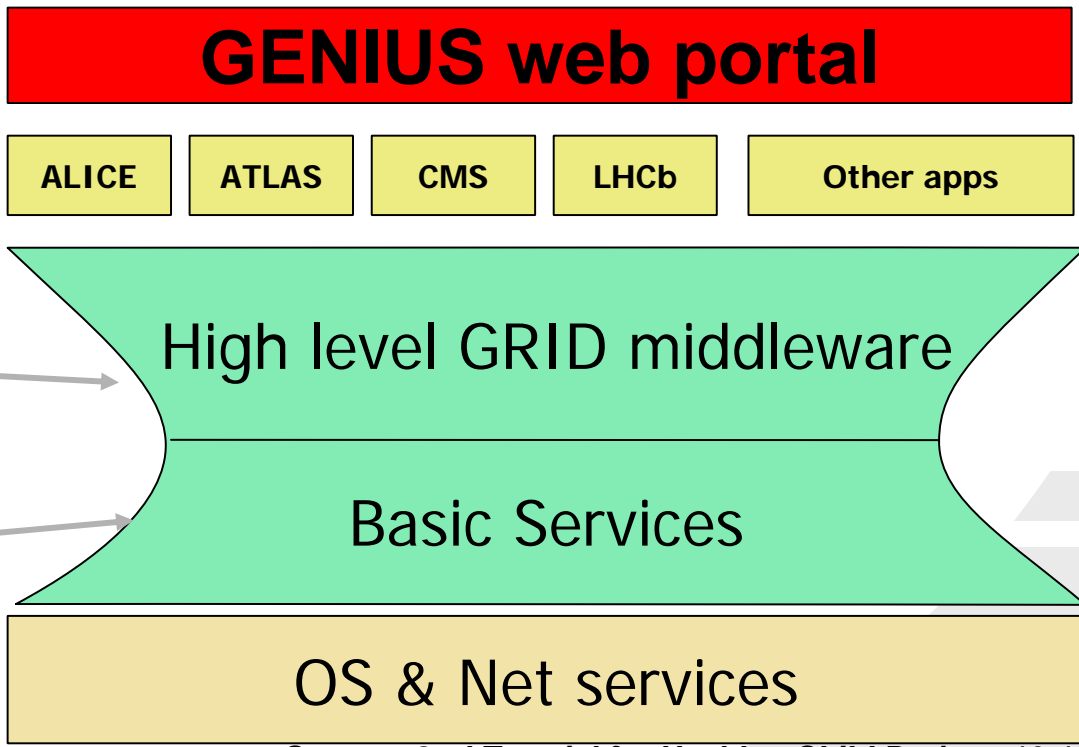 GENIUS web portal
ALICE ATLAS CMS LHCb Other apps
High level GRID middleware
Basic Services
OS & Net services